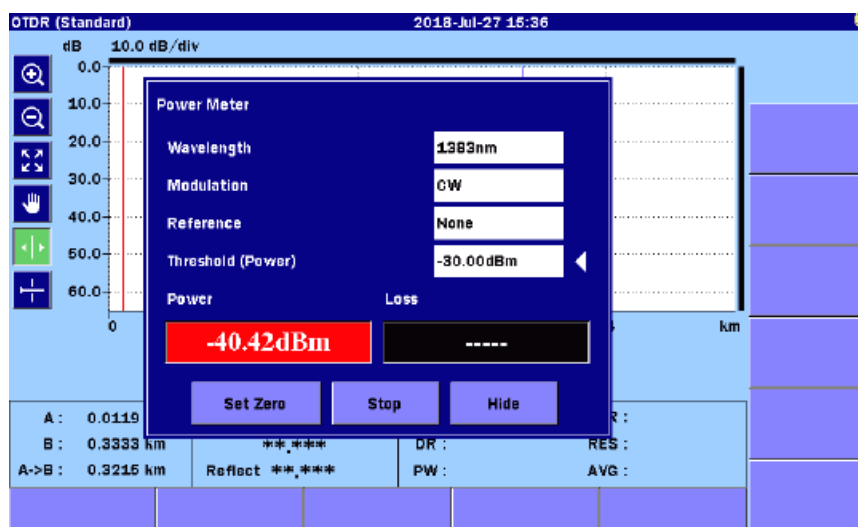 OTDR (Standard) 2018-Jul-27 15:36
dB 10.0 dB/div
0.0
10.0
20.0
30.0
40.0
50.0
60.0
0 km
Power Meter
Wavelength 1383nm
Modulation CW
Reference None
Threshold (Power) -30.00dBm
Power Loss
-40.42dBm -----
Set Zero Stop Hide
A : 0.0119 :
B : 0.3333 km **.*** DR : RES :
A->B : 0.3215 km Reflect **.*** PW : AVG :